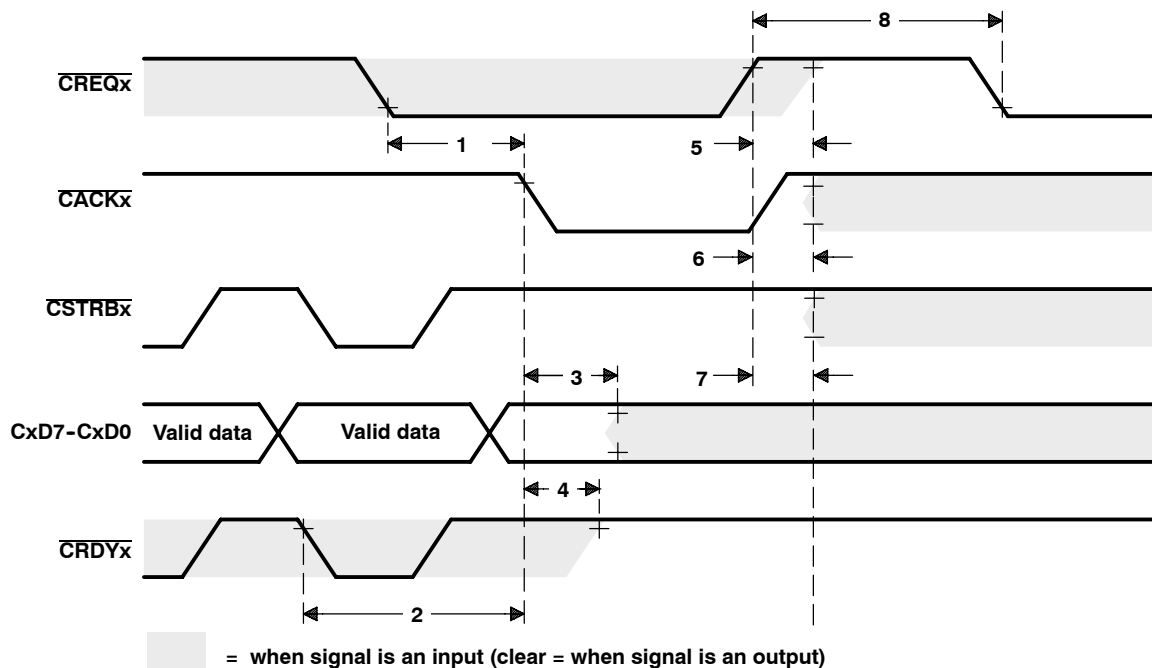 8
CREQx
1
5
CACKx
6
CSTRBx
3
7
CxD7-CxD0
Valid data
Valid data
4
CRDYx
2
= when signal is an input (clear = when signal is an output)